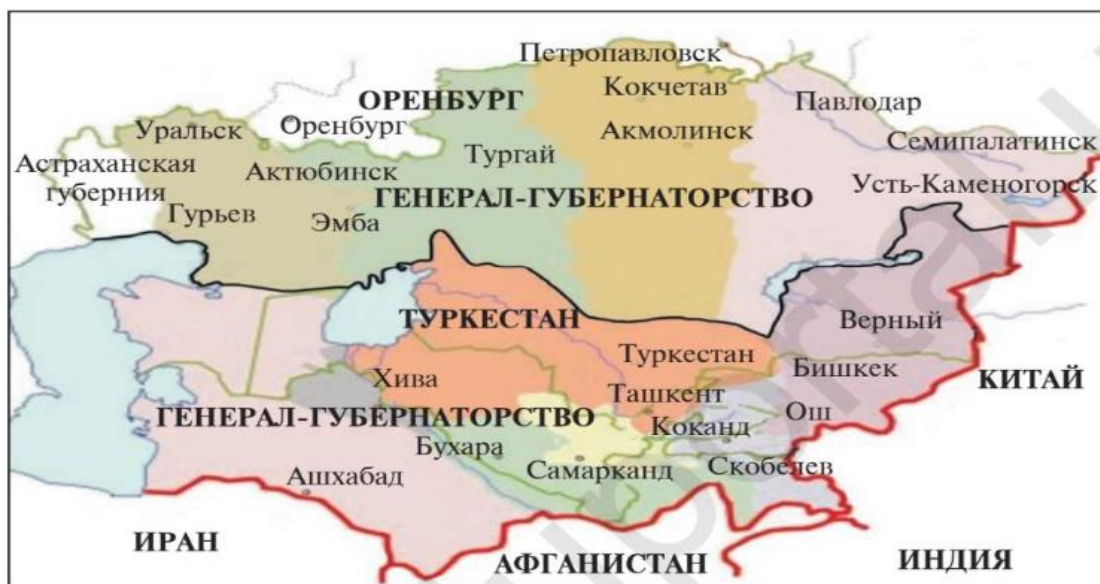 Петропавловск
Кокчетав
ОРЕНБУРГ
Павлодар
Уральск
Оренбург
Акмолинск
Семипалатинск
Астраханская
губерния
Актюбинск
Тургай
Усть-Каменогорск
ГЕНЕРАЛ-ГУБЕРНАТОРСТВО
Гурьев
Эмба
ТУРКЕСТАН
Верный
Туркестан
Бишкек
КИТАЙ
Хива
Ташкент
ГЕНЕРАЛ-ГУБЕРНАТОРСТВО
Коканд
Ош
Бухара
Самарканд
Скобелев
Ашхабад
ИРАН
АФГАНИСТАН
ИНДИЯ